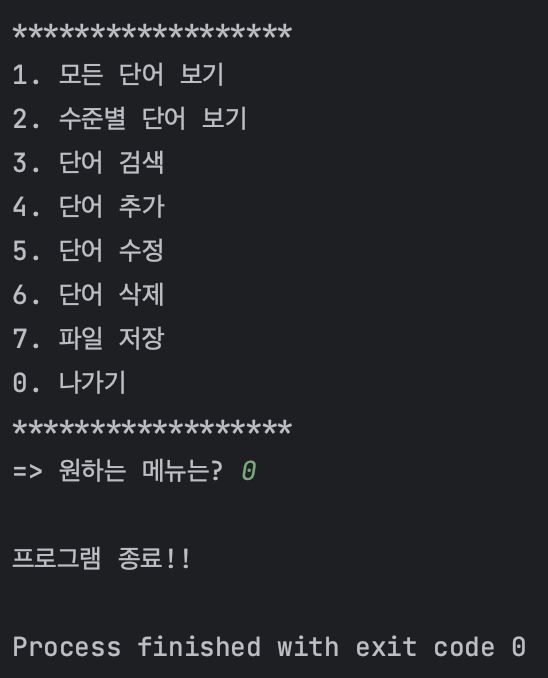 ******************
1. 모든 단어 보기
2. 수준별 단어 보기
3. 단어 검색
4. 단어 추가
5. 단어 수정
6. 단어 삭제
7. 파일 저장
0. 나가기
******************
=> 원하는 메뉴는? 0
프로그램 종료!!
Process finished with exit code 0